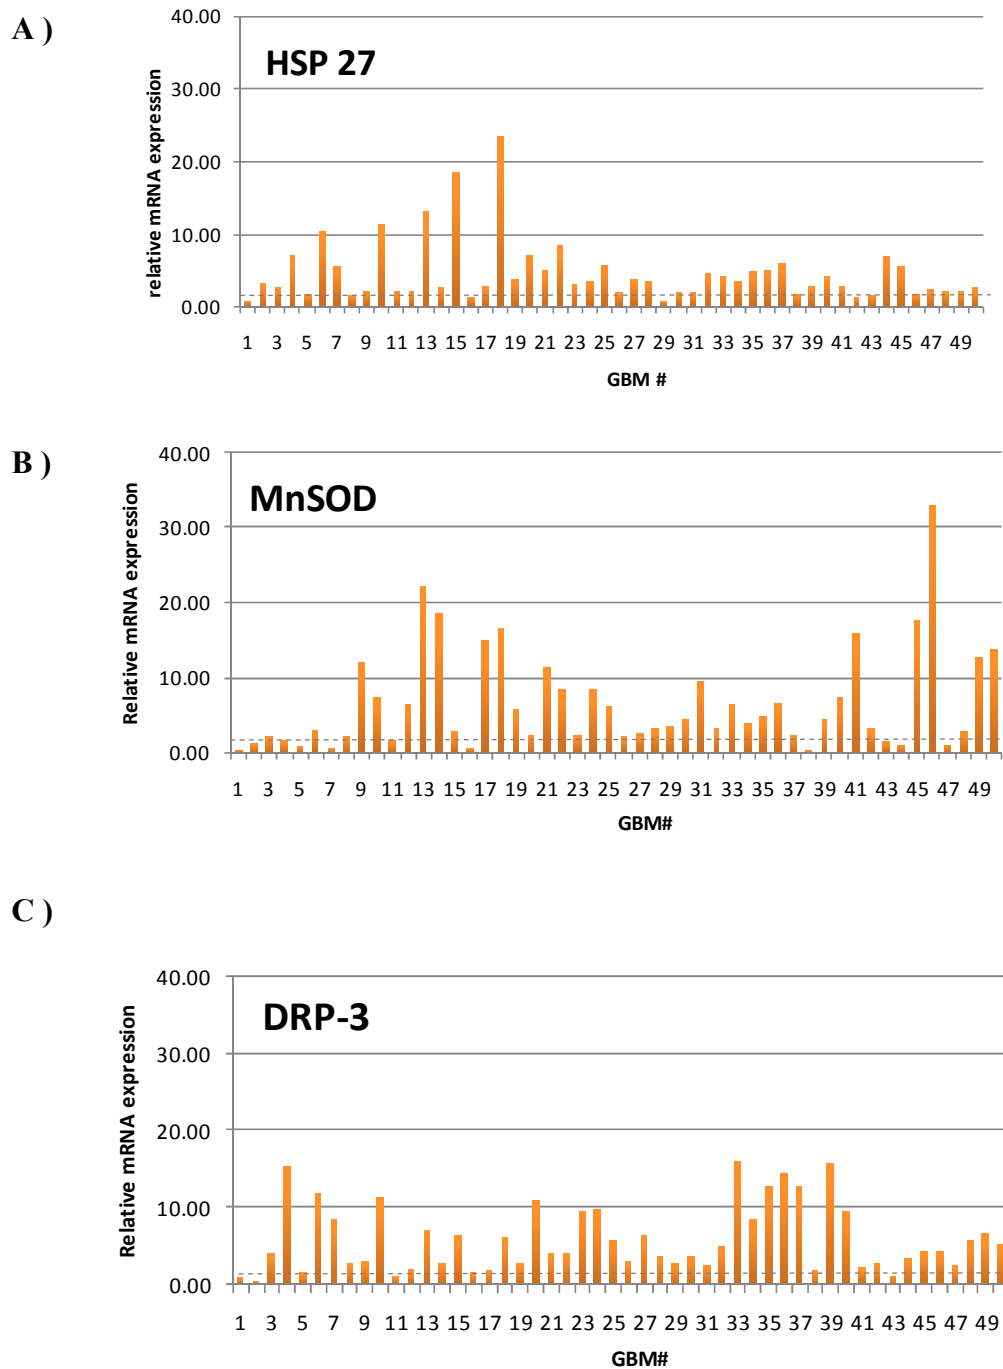 A )
40.00
HSP 27
30.00
20.00
10.00
0.00
relative mRNA expression
1 3 5 7 9 11 13 15 17 19 21 23 25 27 29 31 33 35 37 39 41 43 45 47 49
GBM #
B )
40.00
MnSOD
30.00
20.00
10.00
0.00
Relative mRNA expression
1 3 5 7 9 11 13 15 17 19 21 23 25 27 29 31 33 35 37 39 41 43 45 47 49
GBM#
C )
40.00
DRP-3
30.00
20.00
10.00
0.00
Relative mRNA expression
1 3 5 7 9 11 13 15 17 19 21 23 25 27 29 31 33 35 37 39 41 43 45 47 49
GBM#